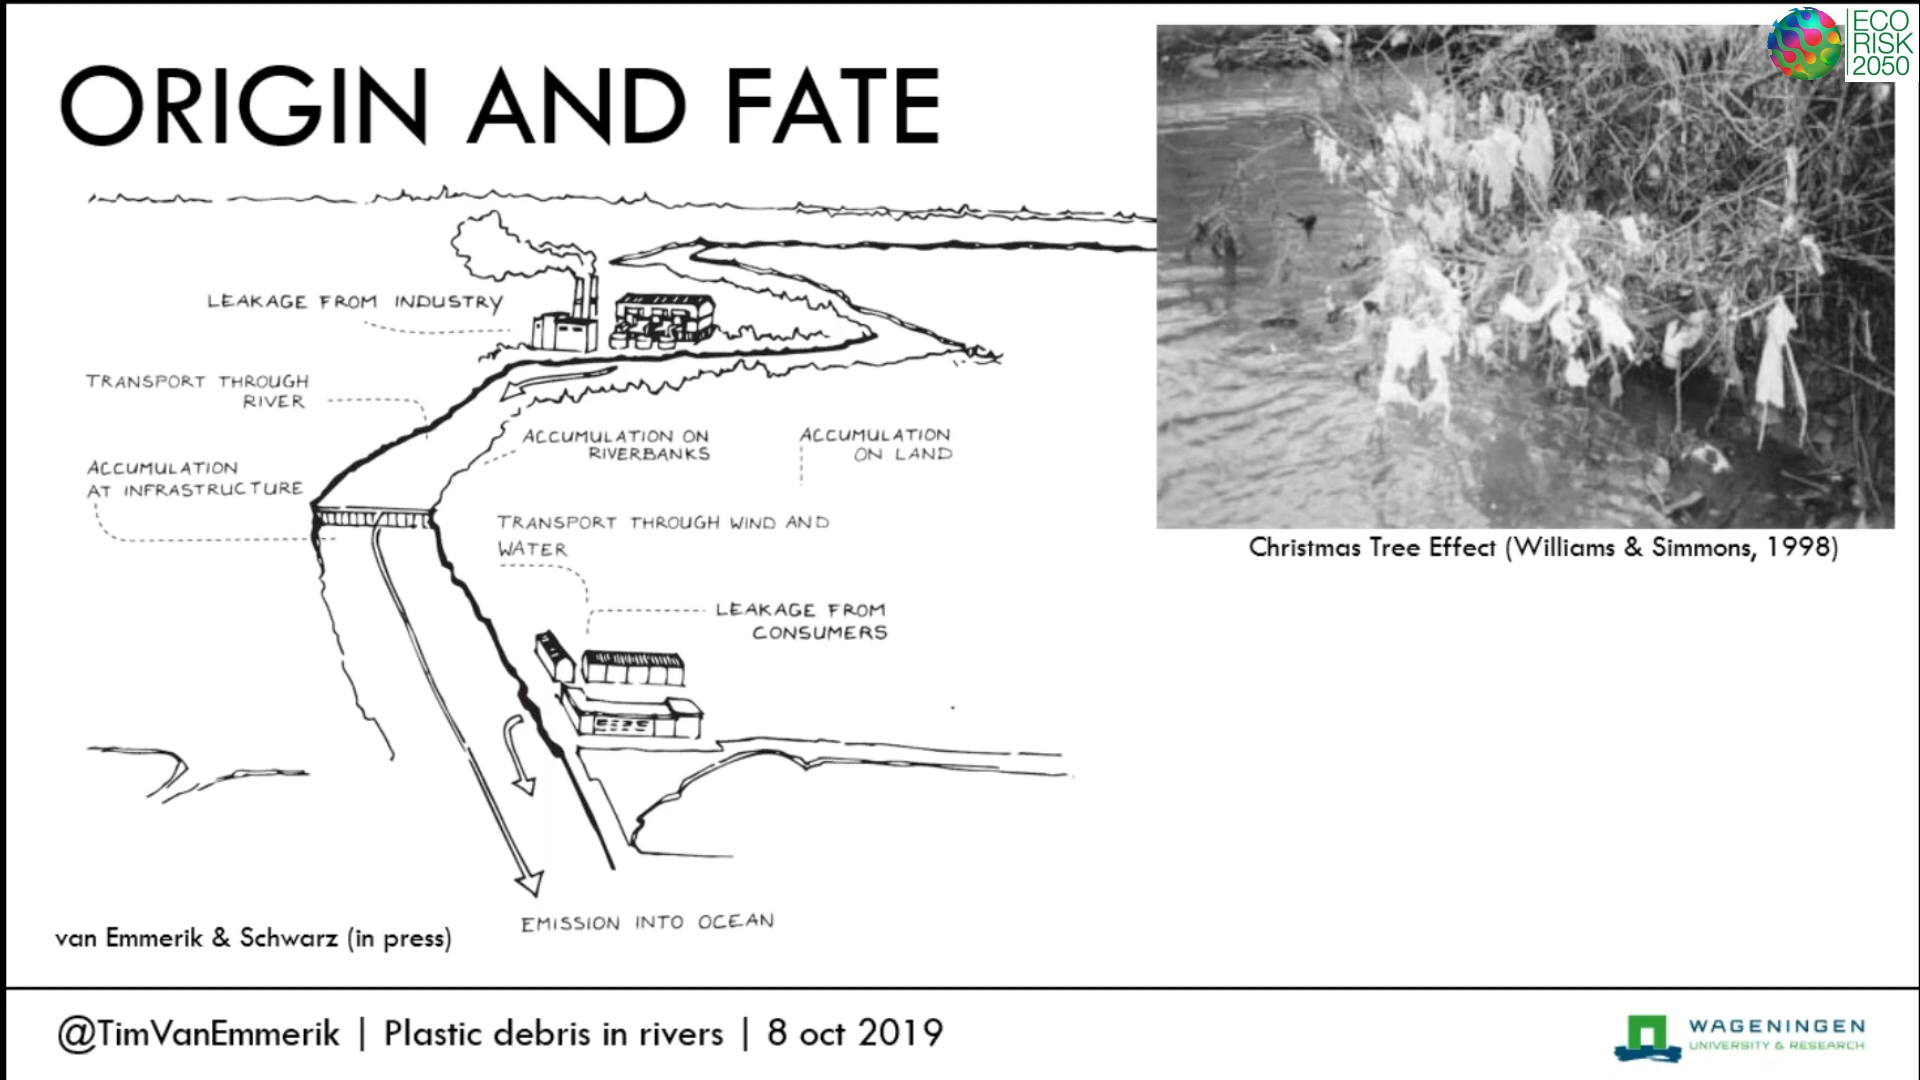 ORIGIN AND FATE
ECO
RISK
2050
LEAKAGE FROM INDUSTRY
TRANSPORT THROUGH
RIVER
ACCUMULATION ON
RIVERBANKS
ACCUMULATION
ON LAND
ACCUMULATION
AT INFRASTRUCTURE
TRANSPORT THROUGH WIND AND
WATER
LEAKAGE FROM
CONSUMERS
EMISSION INTO OCEAN
Christmas Tree Effect (Williams & Simmons, 1998)
van Emmerik & Schwarz (in press)
@TimVanEmmerik | Plastic debris in rivers | 8 oct 2019
WAGENINGEN
UNIVERSITY & RESEARCH